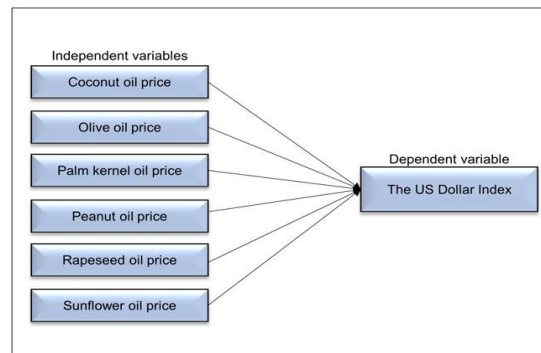 Independent variables
Coconut oil price
Olive oil price
Palm kernel oil price
Peanut oil price
Rapeseed oil price
Sunflower oil price
Dependent variable
The US Dollar Index